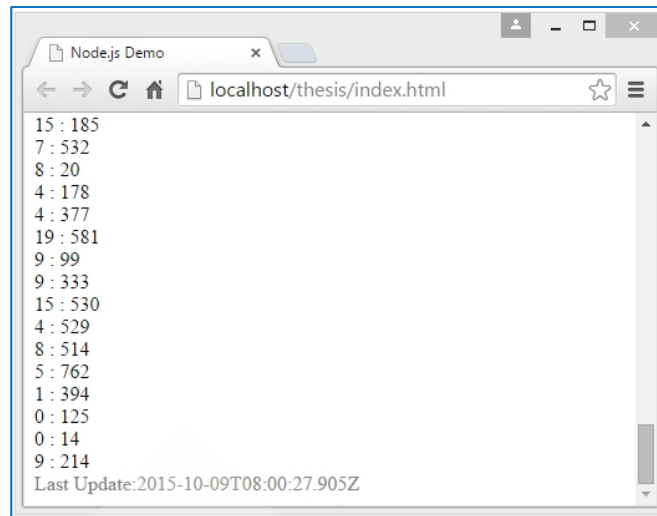 Node.js Demo
localhost/thesis/index.html
15 : 185
7 : 532
8 : 20
4 : 178
4 : 377
19 : 581
9 : 99
9 : 333
15 : 530
4 : 529
8 : 514
5 : 762
1 : 394
0 : 125
0 : 14
9 : 214
Last Update:2015-10-09T08:00:27.905Z